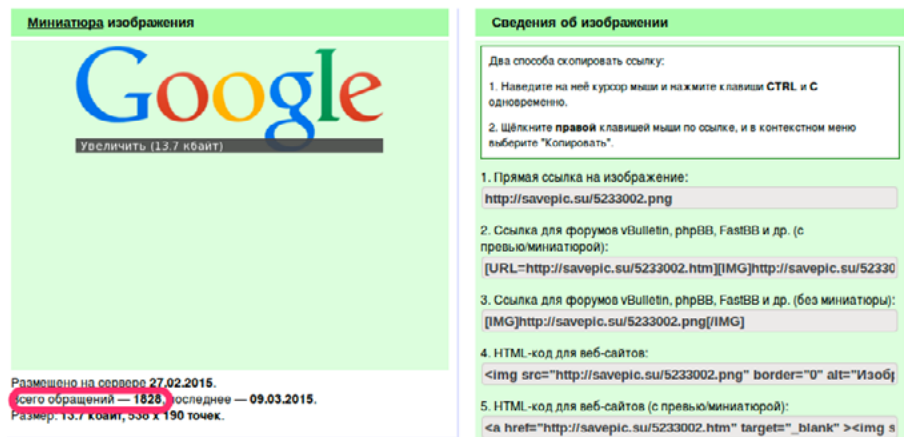 Миниатюра изображения
Google
Увеличить (13.7 кбайт)
Размещено на сервере 27.02.2015.
Всего обращений — 1828, последнее — 09.03.2015.
Размер: 13.7 кбайт, 538 x 190 точек.
Сведения об изображении
Два способа скопировать ссылку:
1. Наведите на неё курсор мыши и нажмите клавиши CTRL и C
одновременно.
2. Щёлкните правой клавишей мыши по ссылке, и в контекстном меню
выберите "Копировать".
1. Прямая ссылка на изображение:
http://savepic.su/5233002.png
2. Ссылка для форумов vBulletin, phpBB, FastBB и др. (с
превью/миниатюрой):
[URL=http://savepic.su/5233002.htm][IMG]http://savepic.su/52330
3. Ссылка для форумов vBulletin, phpBB, FastBB и др. (без миниатюры):
[IMG]http://savepic.su/5233002.png[/IMG]
4. HTML-код для веб-сайтов:
<img src="http://savepic.su/5233002.png" border="0" alt="Изобр
5. HTML-код для веб-сайтов (с превью/миниатюрой):
<a href="http://savepic.su/5233002.htm" target="_blank" ><img s